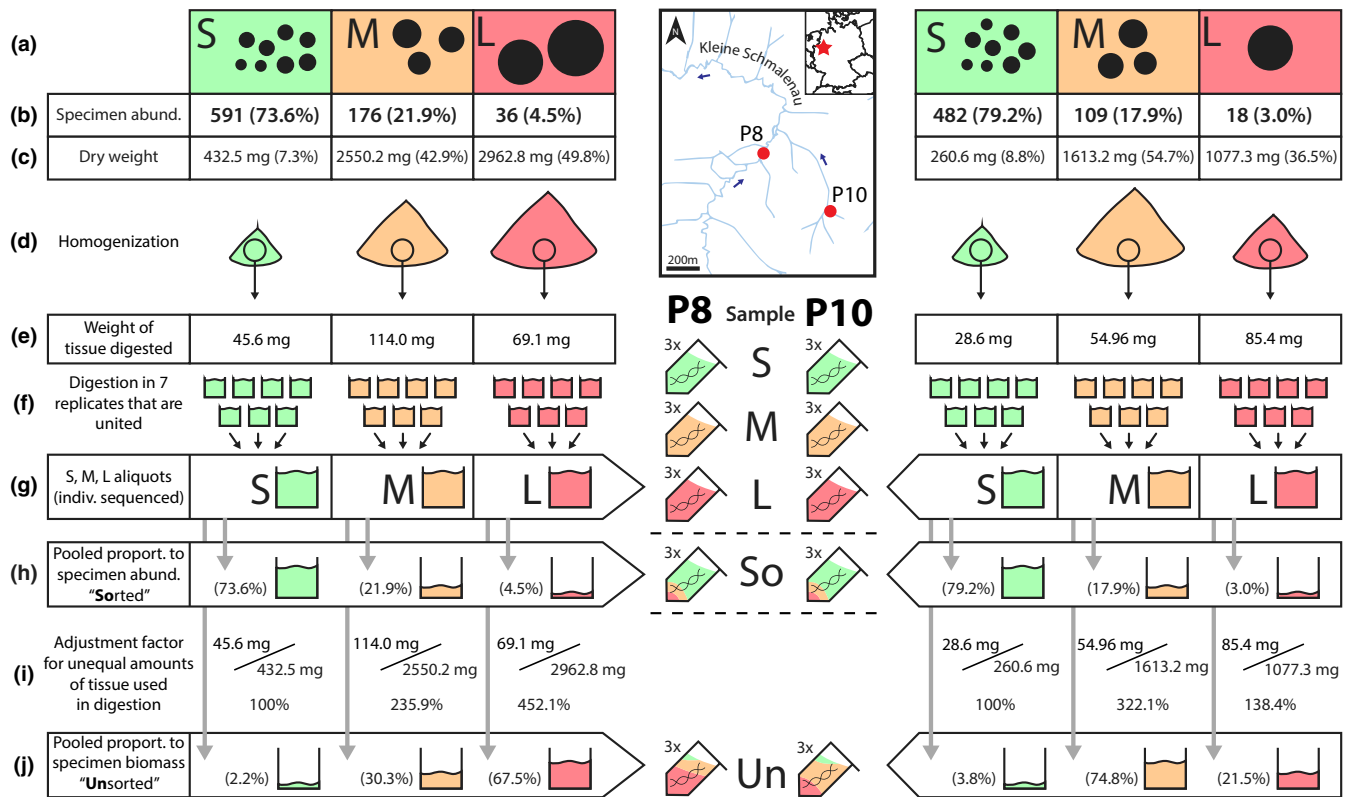 (a)
S
M
L
N
Kleine Schmalenau
P8
P10
200m
S
M
L
(b)
Specimen abund.
591 (73.6%)
176 (21.9%)
36 (4.5%)
482 (79.2%)
109 (17.9%)
18 (3.0%)
(c)
Dry weight
432.5 mg (7.3%)
2550.2 mg (42.9%)
2962.8 mg (49.8%)
260.6 mg (8.8%)
1613.2 mg (54.7%)
1077.3 mg (36.5%)
(d)
Homogenization
P8 Sample P10
(e)
Weight of
tissue digested
45.6 mg
114.0 mg
69.1 mg
28.6 mg
54.96 mg
85.4 mg
3x
S
3x
(f)
Digestion in 7
replicates that are
united
M
(g)
S, M, L aliquots
(indiv. sequenced)
S
M
L
L
S
M
L
(h)
Pooled proport. to
specimen abund.
"Sorted"
(73.6%)
(21.9%)
(4.5%)
3x
So
3x
(79.2%)
(17.9%)
(3.0%)
(i)
Adjustment factor
for unequal amounts
of tissue used
in digestion
45.6 mg
432.5 mg
100%
114.0 mg
2550.2 mg
235.9%
69.1 mg
2962.8 mg
452.1%
28.6 mg
260.6 mg
100%
54.96 mg
1613.2 mg
322.1%
85.4 mg
1077.3 mg
138.4%
(j)
Pooled proport. to
specimen biomass
"Unsorted"
(2.2%)
(30.3%)
(67.5%)
3x
Un
3x
(3.8%)
(74.8%)
(21.5%)